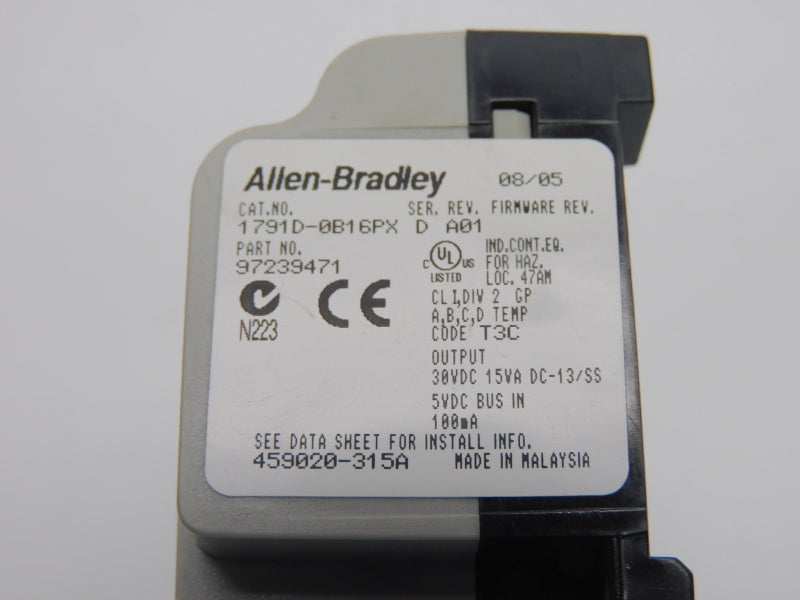 Allen-Bradley 08/05
CAT.NO. SER. REV. FIRMWARE REV.
1791D-0B16PX D A01
PART NO.
97239471
C UL US LISTED
IND.CONT.EQ.
FOR HAZ.
LOC. 47AM
N223
CE
CL I,DIV 2 GP
A,B,C,D TEMP
CODE T3C
OUTPUT
30VDC 15VA DC-13/SS
5VDC BUS IN
100mA
SEE DATA SHEET FOR INSTALL INFO.
459020-315A MADE IN MALAYSIA